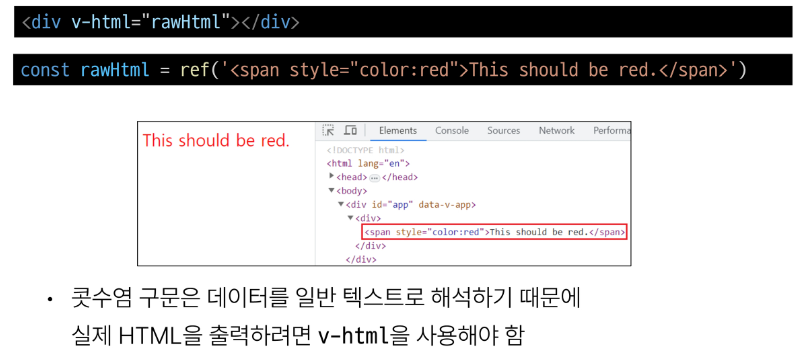 <div v-html="rawHtml"></div>
const rawHtml = ref('<span style="color:red">This should be red.</span>')
This should be red.
Elements Console Sources Network Performa
<!DOCTYPE html>
<html lang="en">
▶<head>…</head>
▼<body>
▼<div id="app" data-v-app>
▼<div>
<span style="color:red">This should be red.</span>
</div>
</div>
• 콧수염 구문은 데이터를 일반 텍스트로 해석하기 때문에
실제 HTML을 출력하려면 v-html을 사용해야 함